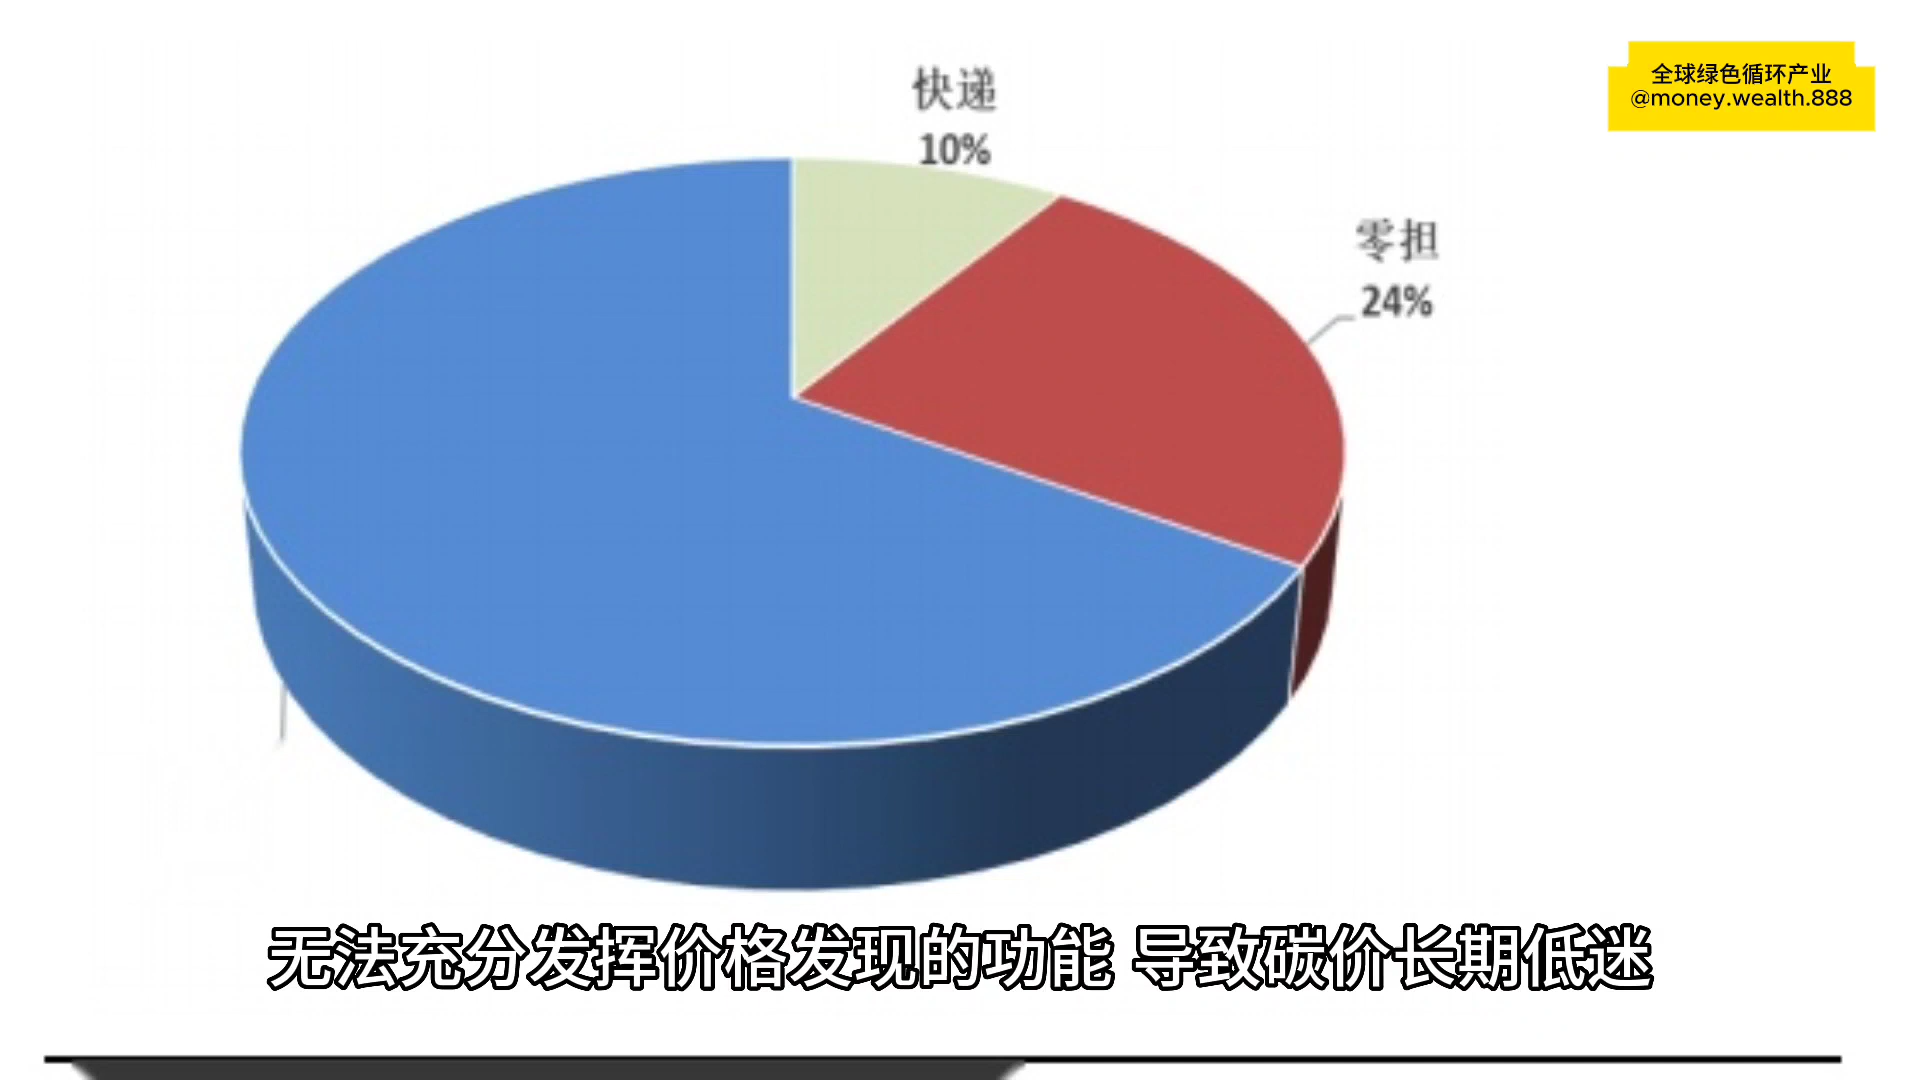 快递
10%
全球绿色循环产业
@money.wealth.888
零担
24%
无法充分发挥价格发现的功能 导致碳价长期低迷